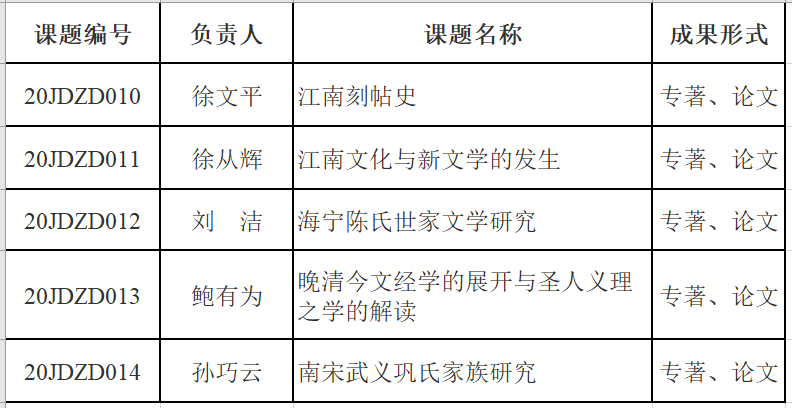 课题编号 负责人 课题名称 成果形式
20JDZD010 徐文平 江南刻帖史 专著、论文
20JDZD011 徐从辉 江南文化与新文学的发生 专著、论文
20JDZD012 刘　洁 海宁陈氏世家文学研究 专著、论文
20JDZD013 鲍有为 晚清今文经学的展开与圣人义理 专著、论文
之学的解读
20JDZD014 孙巧云 南宋武义巩氏家族研究 专著、论文